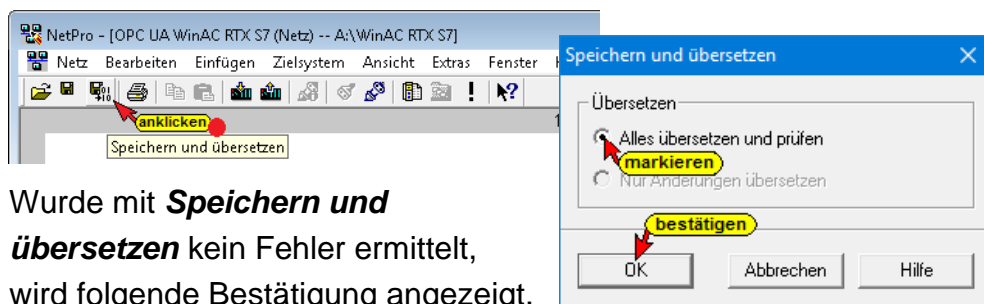 NetPro - [OPC UA WinAC RTX S7 (Netz) -- A:\WinAC RTX S7]
Netz Bearbeiten Einfügen Zielsystem Ansicht Extras Fenster
anklicken
Speichern und übersetzen
Wurde mit Speichern und
übersetzen kein Fehler ermittelt,
wird folgende Bestätigung angezeigt.
Speichern und übersetzen
Übersetzen
Alles übersetzen und prüfen
markieren
Nur Änderungen übersetzen
bestätigen
OK Abbrechen Hilfe